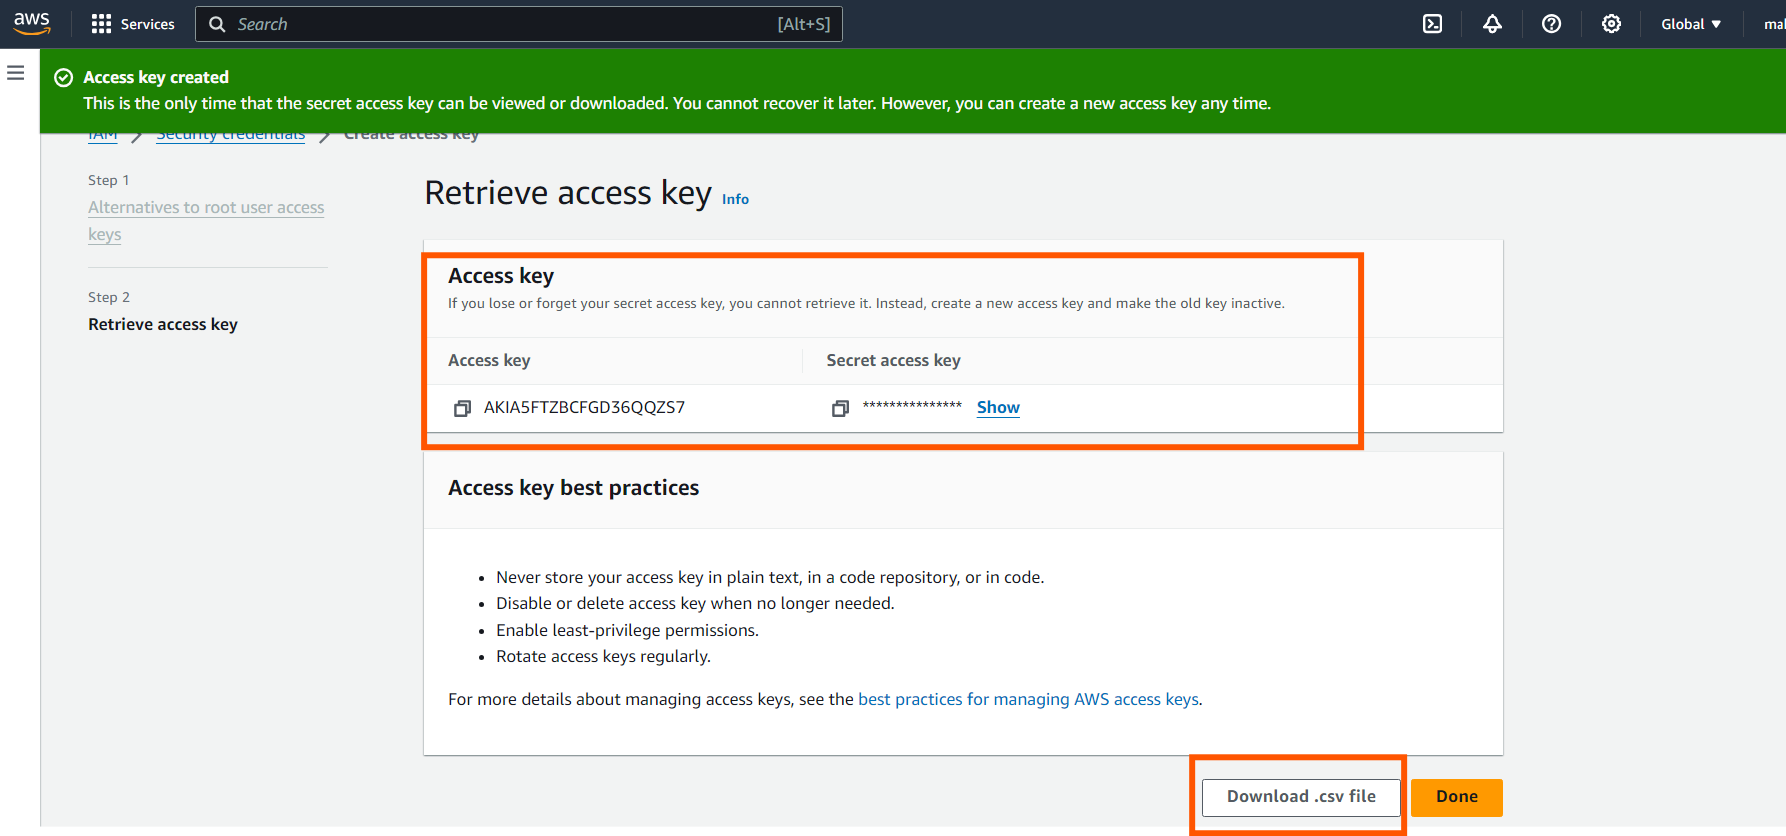 aws
Services
Search
[Alt+S]
Global
Access key created
This is the only time that the secret access key can be viewed or downloaded. You cannot recover it later. However, you can create a new access key any time.
IAM
Security credentials
Create access key
Step 1
Alternatives to root user access
keys
Step 2
Retrieve access key
Retrieve access key Info
Access key
If you lose or forget your secret access key, you cannot retrieve it. Instead, create a new access key and make the old key inactive.
Access key
Secret access key
AKIA5FTZBCFGD36QQZS7
*************** Show
Access key best practices
Never store your access key in plain text, in a code repository, or in code.
Disable or delete access key when no longer needed.
Enable least-privilege permissions.
Rotate access keys regularly.
For more details about managing access keys, see the best practices for managing AWS access keys.
Download .csv file
Done